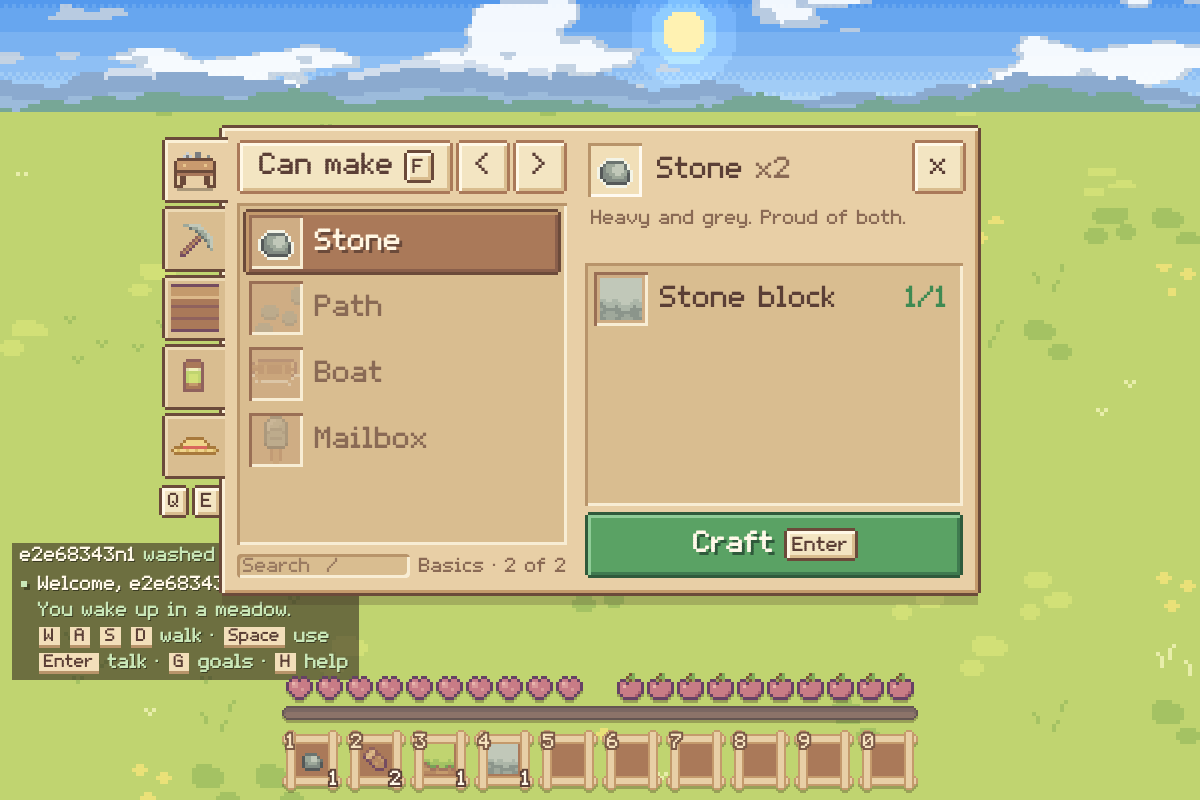 Can make F < >
Stone x2
×
Heavy and grey. Proud of both.
Stone
Path
Boat
Mailbox
Stone block 1/1
Q E
Search /
Basics · 2 of 2
Craft Enter
e2e68343n1 washed
Welcome, e2e68343
You wake up in a meadow.
W A S D walk · Space use
Enter talk · G goals · H help
1 2 3 4 5 6 7 8 9 0
1 2 1 1